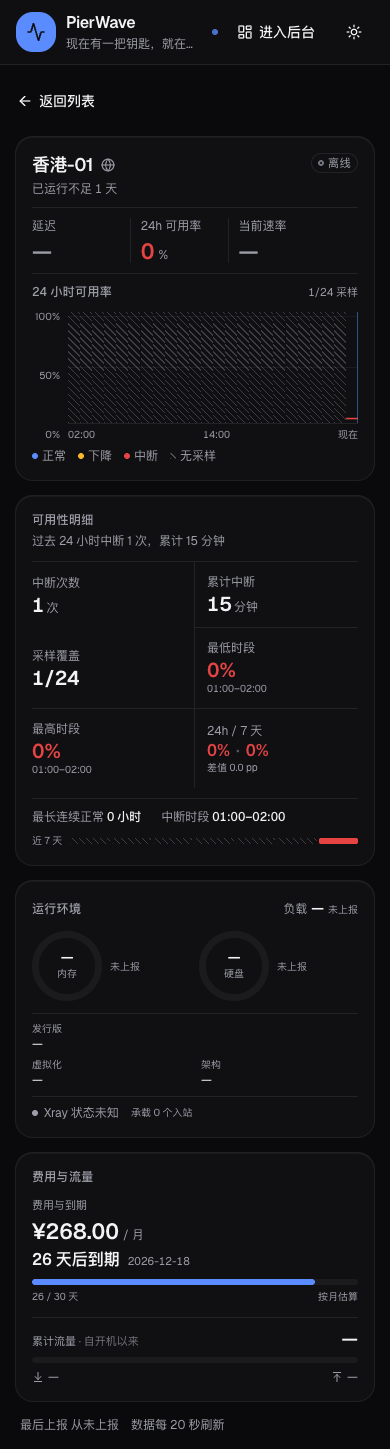 PierWave
现在有一把钥匙，就在...
进入后台
返回列表
香港-01
离线
已运行不足 1 天
延迟
—
24h 可用率
0 %
当前速率
—
24 小时可用率
1/24 采样
100%
50%
0%
02:00
14:00
现在
正常
下降
中断
无采样
可用性明细
过去 24 小时中断 1 次，累计 15 分钟
中断次数
1 次
累计中断
15 分钟
采样覆盖
1/24
最低时段
0%
01:00–02:00
最高时段
0%
01:00–02:00
24h / 7 天
0% · 0%
差值 0.0 pp
最长连续正常 0 小时
中断时段 01:00–02:00
近 7 天
运行环境
负载 — 未上报
—
内存
未上报
—
硬盘
未上报
发行版
—
虚拟化
—
架构
—
Xray 状态未知
承载 0 个入站
费用与流量
费用与到期
¥268.00 / 月
26 天后到期 2026-12-18
26 / 30 天
按月估算
累计流量 · 自开机以来
—
—
—
最后上报 从未上报
数据每 20 秒刷新